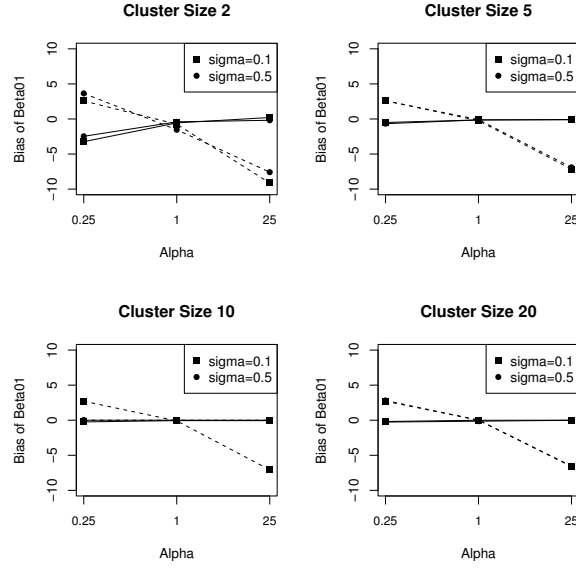 Cluster Size 2
10
5
0
−5
−10
Bias of Beta01
sigma=0.1
sigma=0.5
0.25 1 25
Alpha
Cluster Size 5
10
5
0
−5
−10
Bias of Beta01
sigma=0.1
sigma=0.5
0.25 1 25
Alpha
Cluster Size 10
10
5
0
−5
−10
Bias of Beta01
sigma=0.1
sigma=0.5
0.25 1 25
Alpha
Cluster Size 20
10
5
0
−5
−10
Bias of Beta01
sigma=0.1
sigma=0.5
0.25 1 25
Alpha